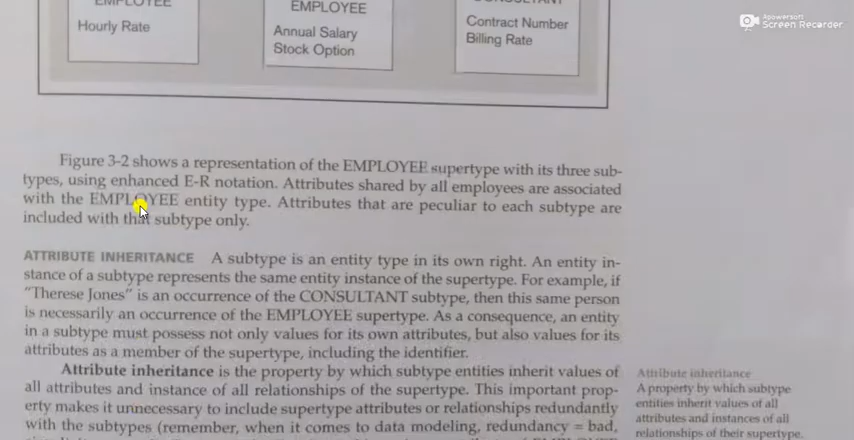 EMPLOYEE
Hourly Rate
EMPLOYEE
Annual Salary
Stock Option
CONSULTANT
Contract Number
Billing Rate
Apowersoft
Screen Recorder
Figure 3-2 shows a representation of the EMPLOYEE supertype with its three sub-
types, using enhanced E-R notation. Attributes shared by all employees are associated
with the EMPLOYEE entity type. Attributes that are peculiar to each subtype are
included with that subtype only.
ATTRIBUTE INHERITANCE A subtype is an entity type in its own right. An entity in-
stance of a subtype represents the same entity instance of the supertype. For example, if
"Therese Jones" is an occurrence of the CONSULTANT subtype, then this same person
is necessarily an occurrence of the EMPLOYEE supertype. As a consequence, an entity
in a subtype must possess not only values for its own attributes, but also values for its
attributes as a member of the supertype, including the identifier.
Attribute inheritance is the property by which subtype entities inherit values of
all attributes and instance of all relationships of the supertype. This important prop-
erty makes it unnecessary to include supertype attributes or relationships redundantly
with the subtypes (remember, when it comes to data modeling, redundancy = bad,
Attribute inheritance
A property by which subtype
entities inherit values of all
attributes and instances of all
relationships of their supertype.